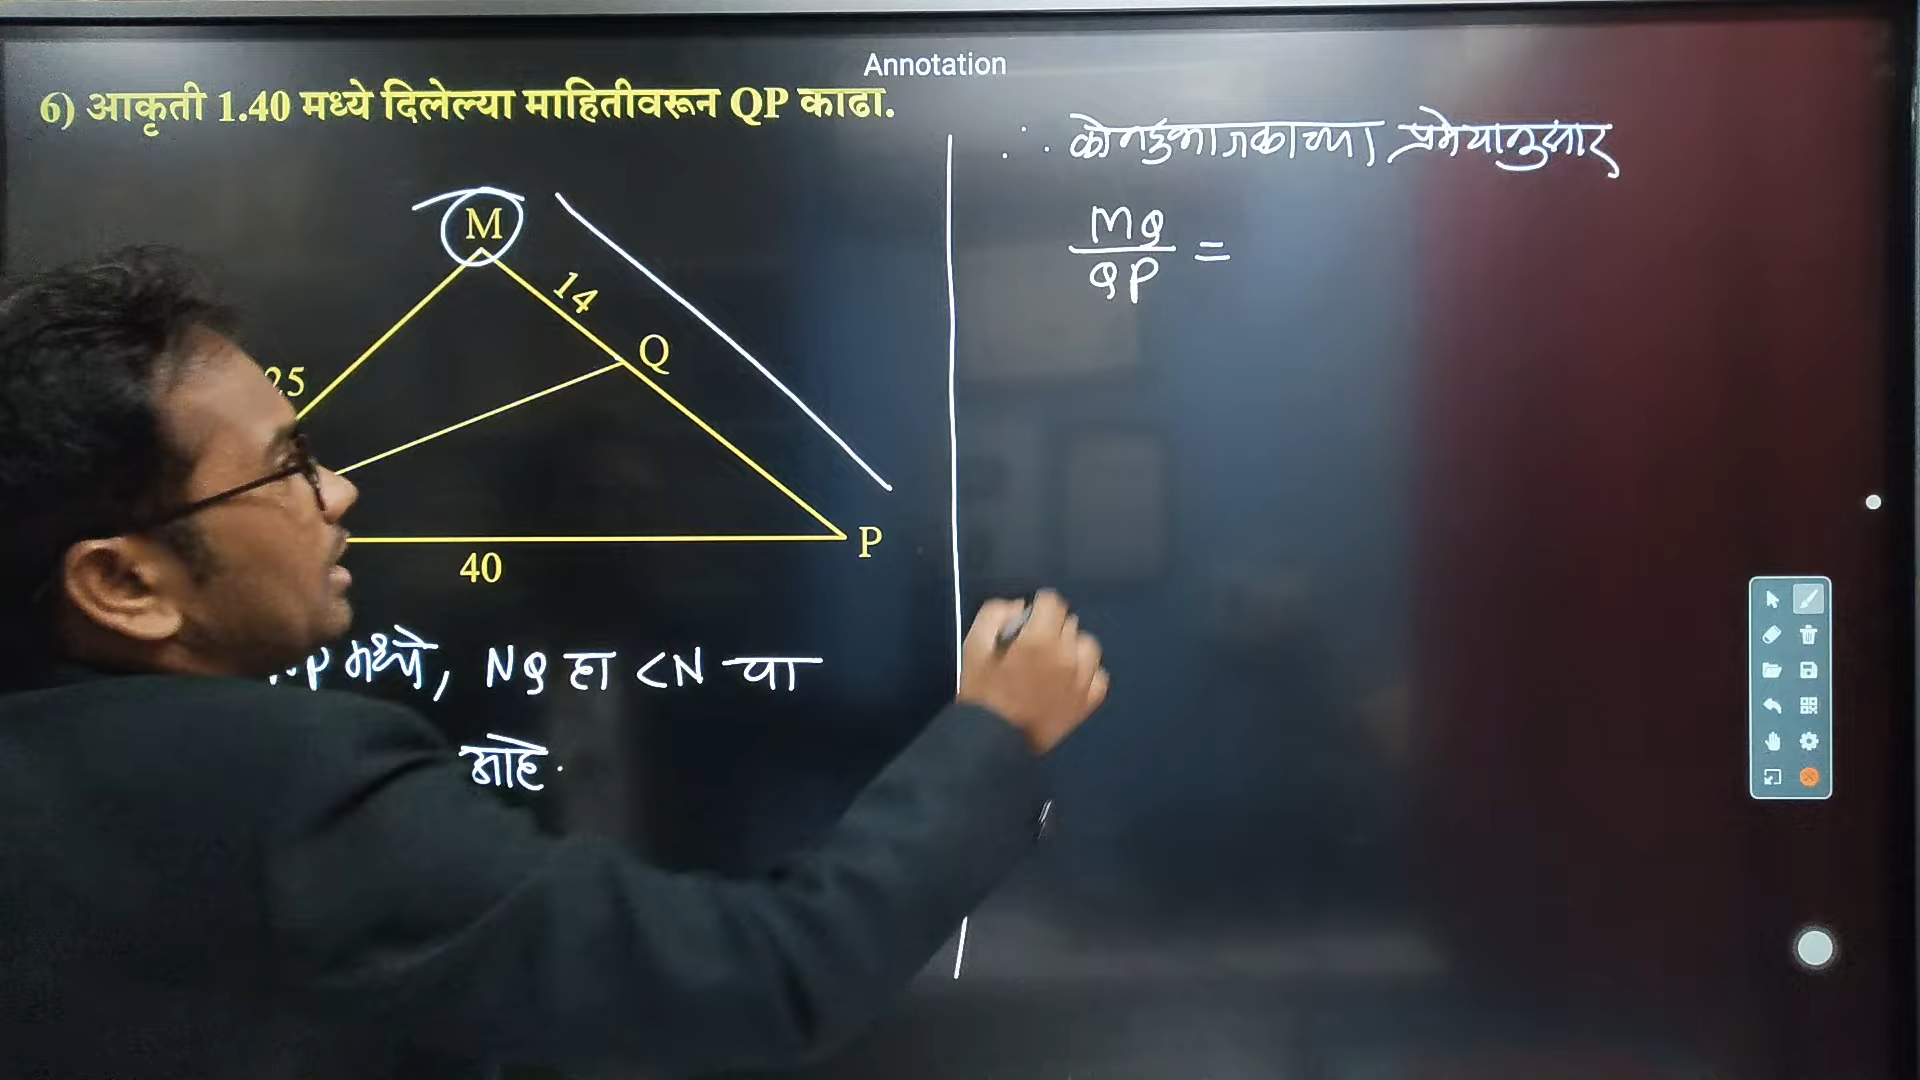 Annotation
6) आकृती 1.40 मध्ये दिलेल्या माहितीवरून QP काढा.
M
14
Q
25
P
40
P मध्ये, NQ हा <N चा
आहे.
∴ कोनदुभाजकाच्या प्रमेयानुसार
MQ
QP =